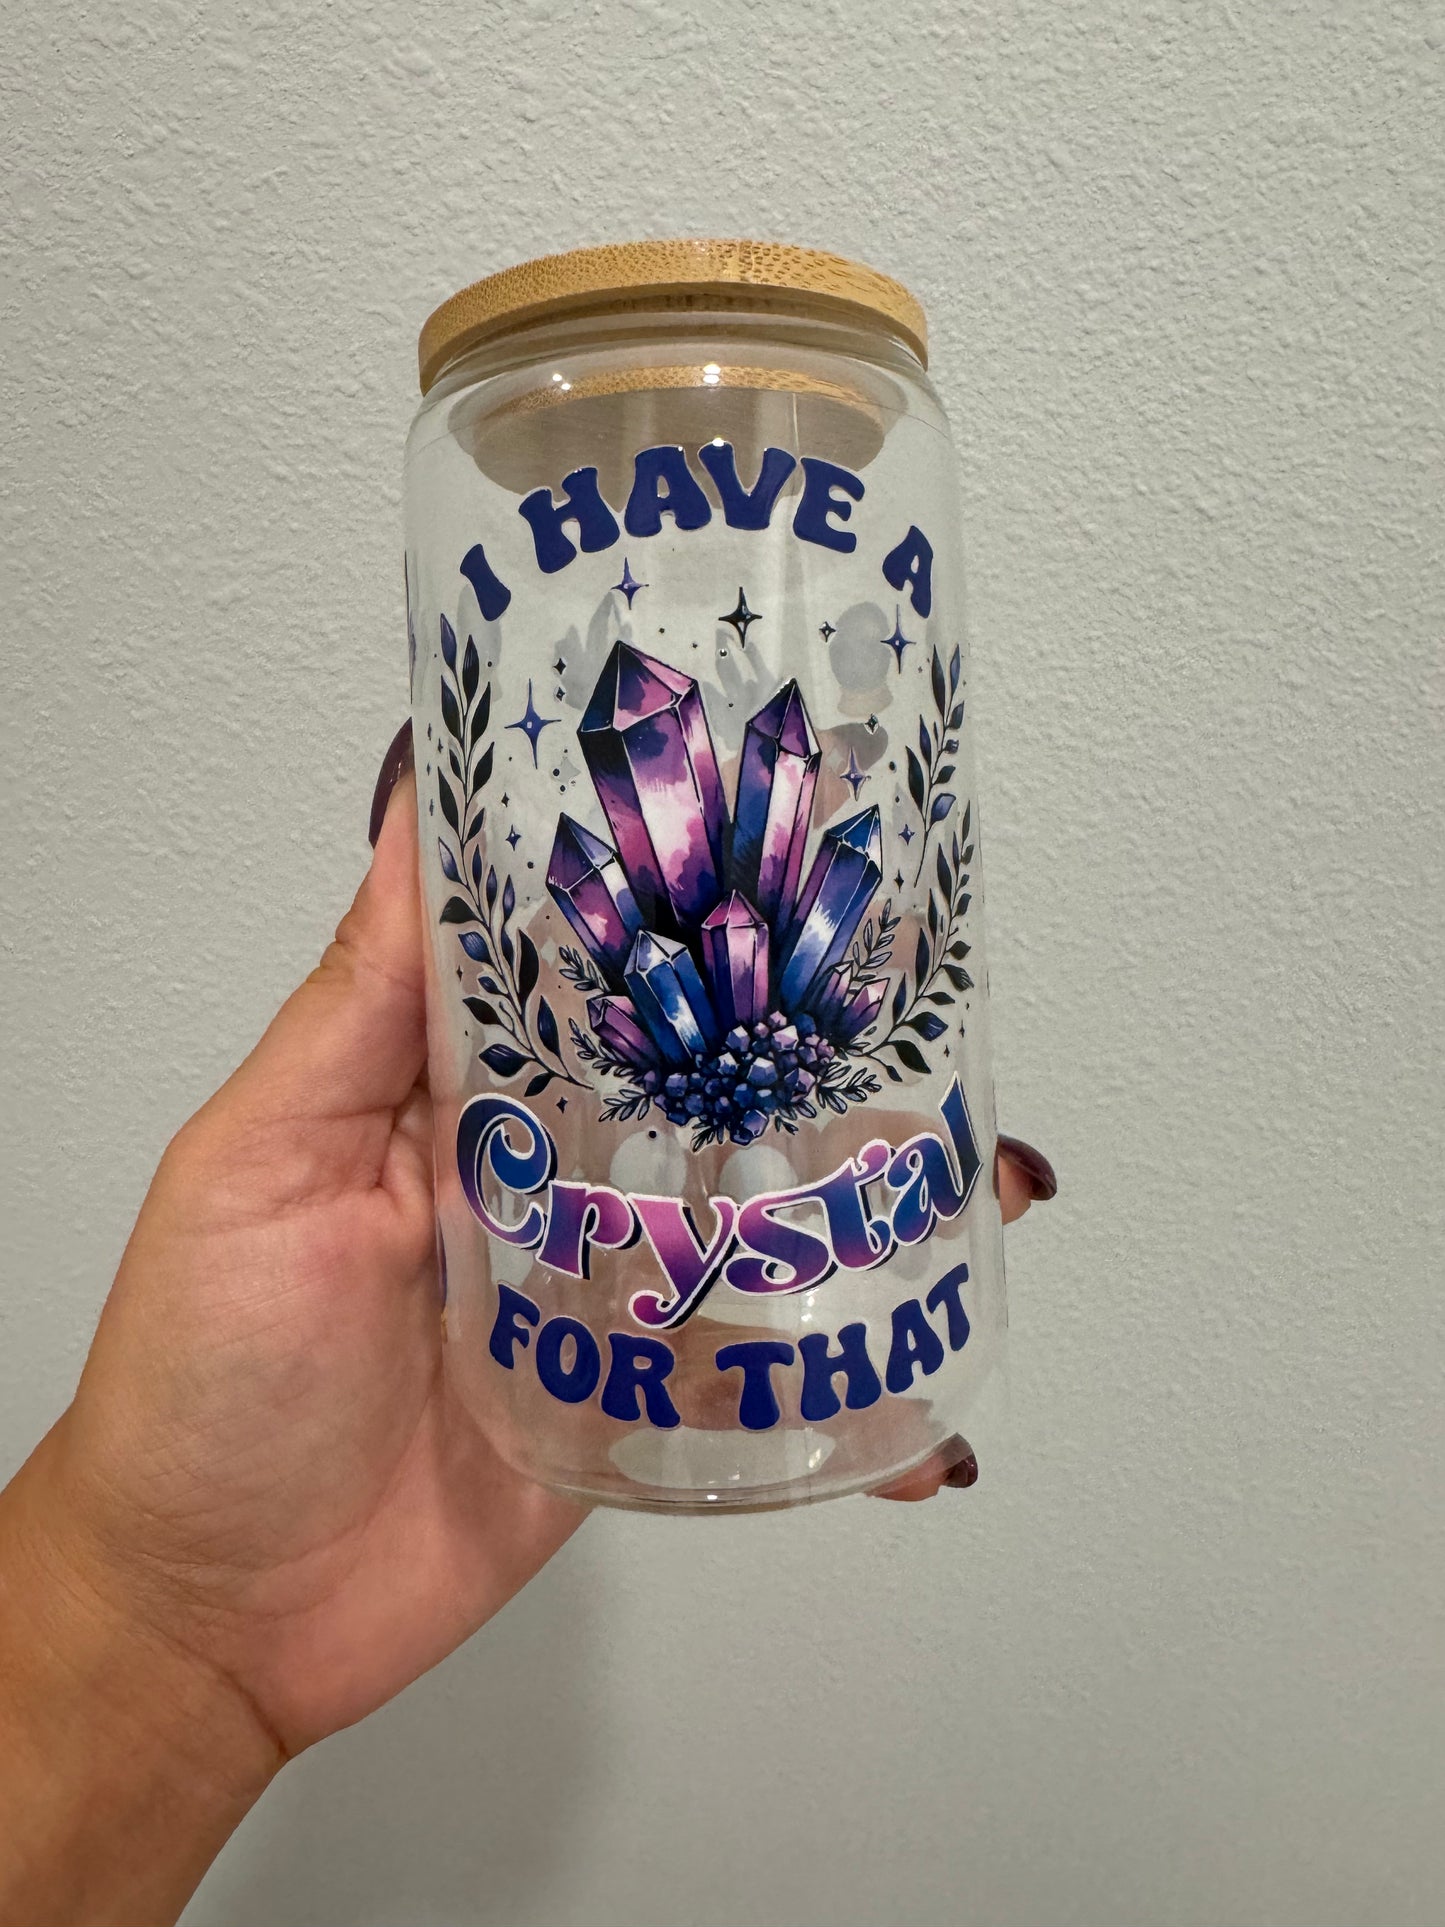 I HAVE A
Crystal
FOR THAT